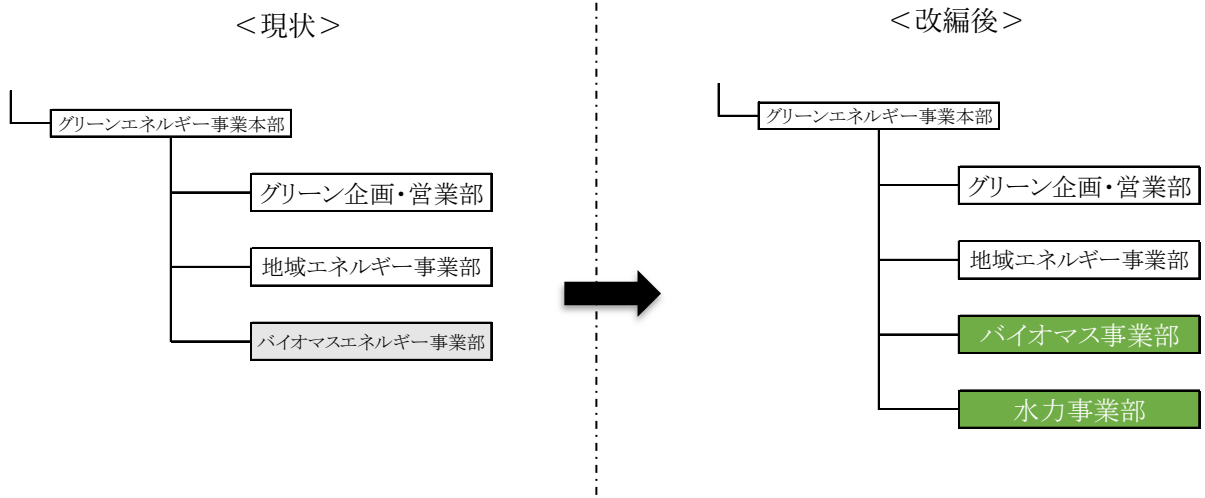 ＜現状＞
グリーンエネルギー事業本部
グリーン企画・営業部
地域エネルギー事業部
バイオマスエネルギー事業部
＜改編後＞
グリーンエネルギー事業本部
グリーン企画・営業部
地域エネルギー事業部
バイオマス事業部
水力事業部